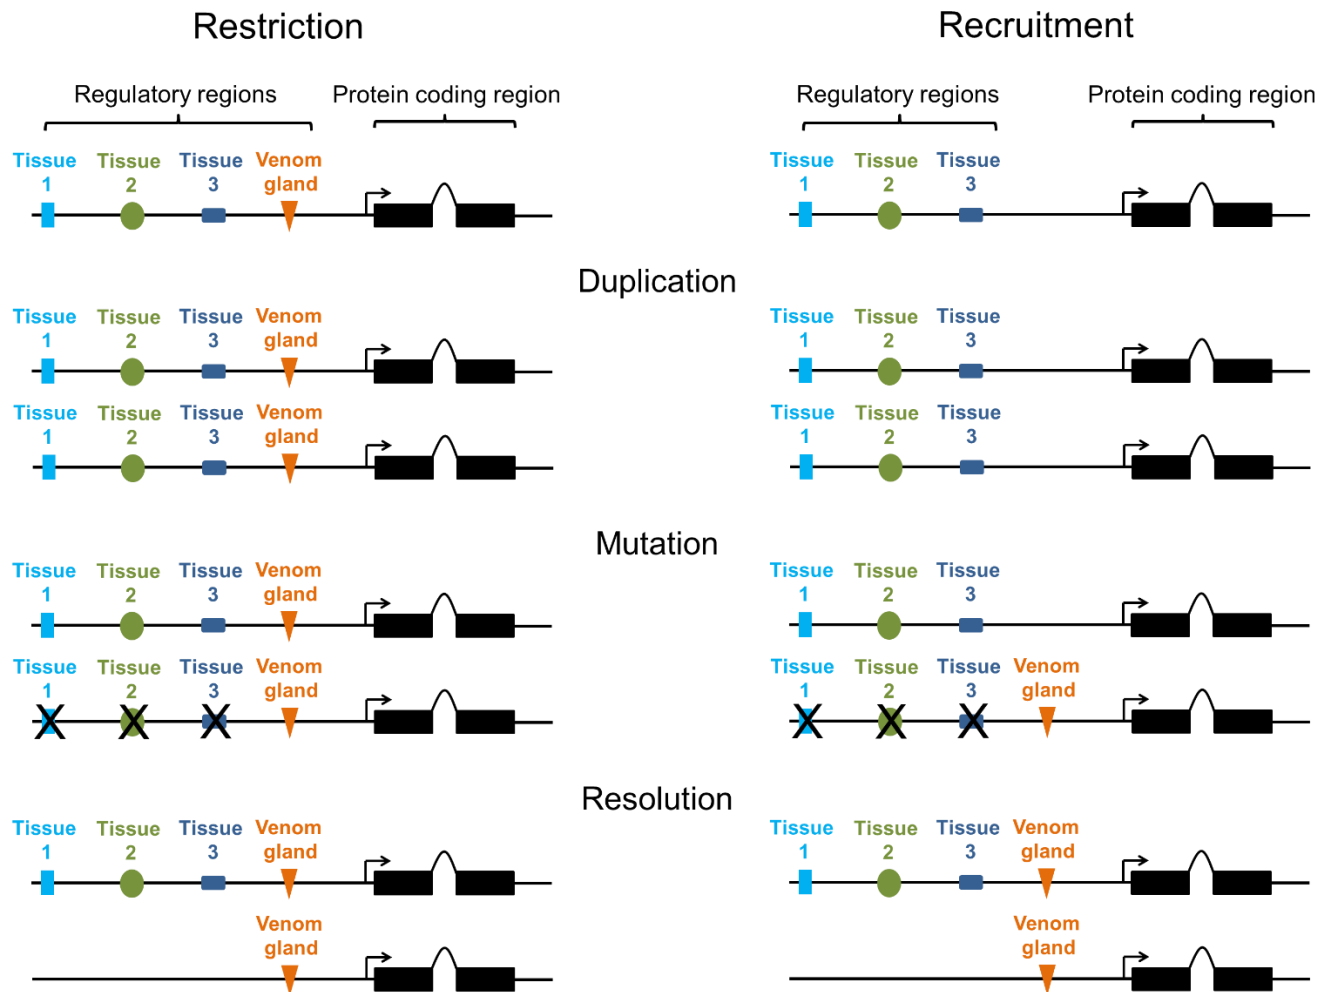 Restriction Recruitment
Regulatory regions Protein coding region Regulatory regions Protein coding region
Tissue Tissue Tissue Venom Tissue Tissue Tissue
1 2 3 gland 1 2 3
Duplication
Tissue Tissue Tissue Venom Tissue Tissue Tissue
1 2 3 gland 1 2 3
Tissue Tissue Tissue Venom Tissue Tissue Tissue
1 2 3 gland 1 2 3
Mutation
Tissue Tissue Tissue Venom Tissue Tissue Tissue
1 2 3 gland 1 2 3
Tissue Tissue Tissue Venom Tissue Tissue Tissue Venom
1 2 3 gland 1 2 3 gland
Resolution
Tissue Tissue Tissue Venom Tissue Tissue Tissue Venom
1 2 3 gland 1 2 3 gland
Venom Venom
gland gland